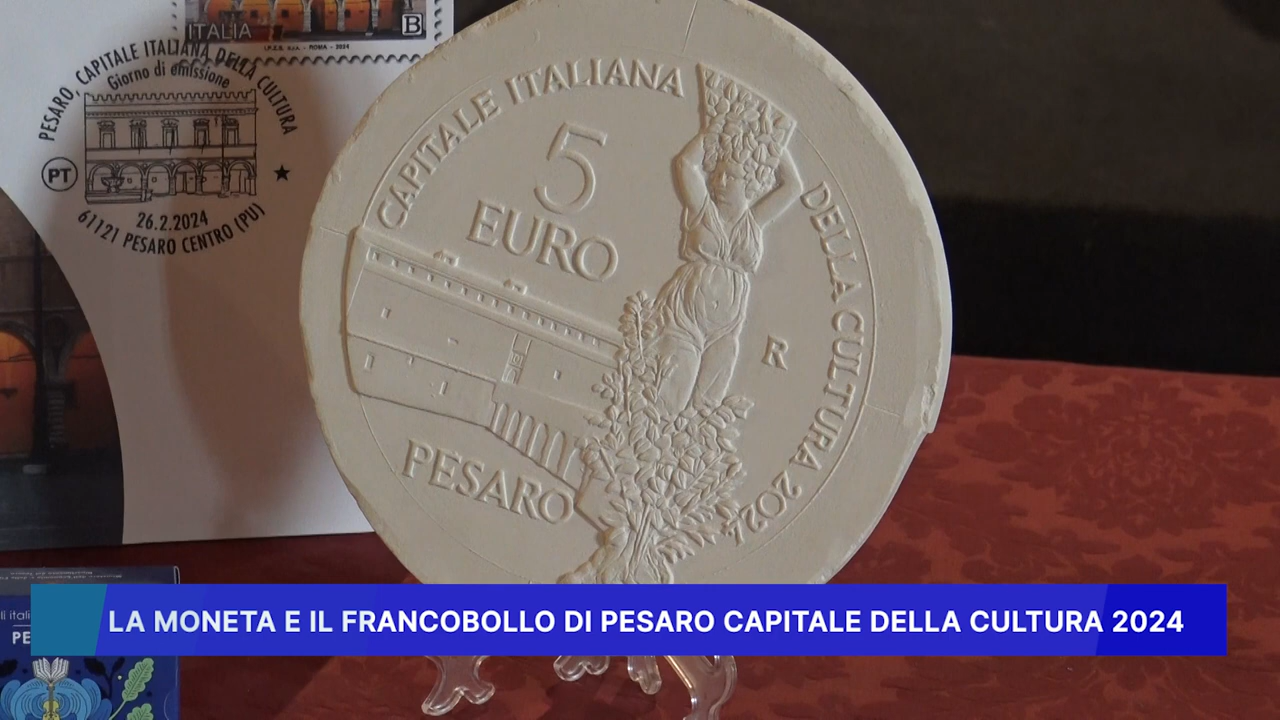 ITALIA
B
I.P.Z.S. S.p.A. - ROMA - 2024
PESARO, CAPITALE ITALIANA DELLA CULTURA
Giorno di emissione
PT
26.2.2024
61121 PESARO CENTRO (PU)
CAPITALE ITALIANA
DELLA CULTURA 2024
5
EURO
R
PESARO
LA MONETA E IL FRANCOBOLLO DI PESARO CAPITALE DELLA CULTURA 2024
PE